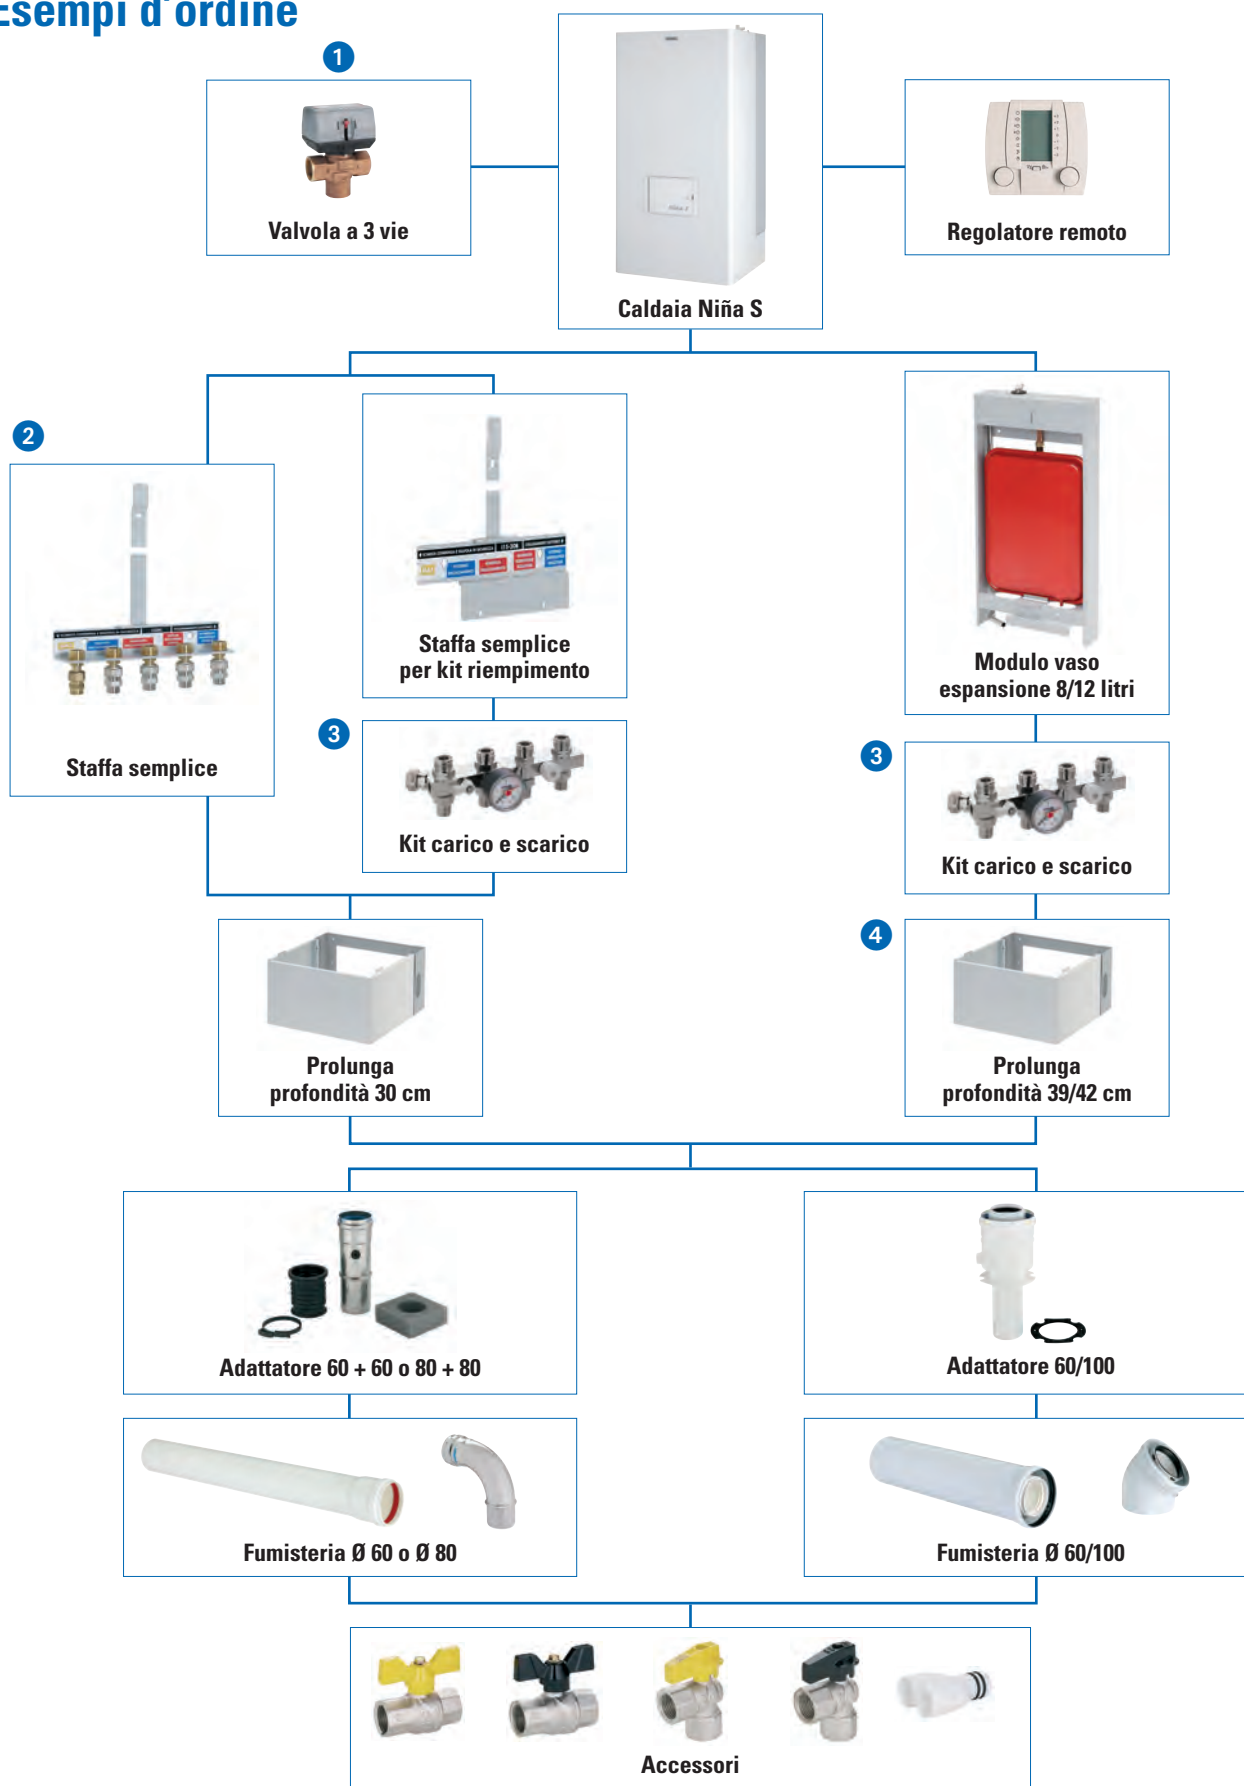 Esempi d'ordine
1
Valvola a 3 vie
Caldaia Niña S
Regolatore remoto
2
Staffa semplice
Staffa semplice
per kit riempimento
Modulo vaso
espansione 8/12 litri
3
Kit carico e scarico
3
Kit carico e scarico
Prolunga
profondità 30 cm
4
Prolunga
profondità 39/42 cm
Adattatore 60 + 60 o 80 + 80
Adattatore 60/100
Fumisteria Ø 60 o Ø 80
Fumisteria Ø 60/100
Accessori